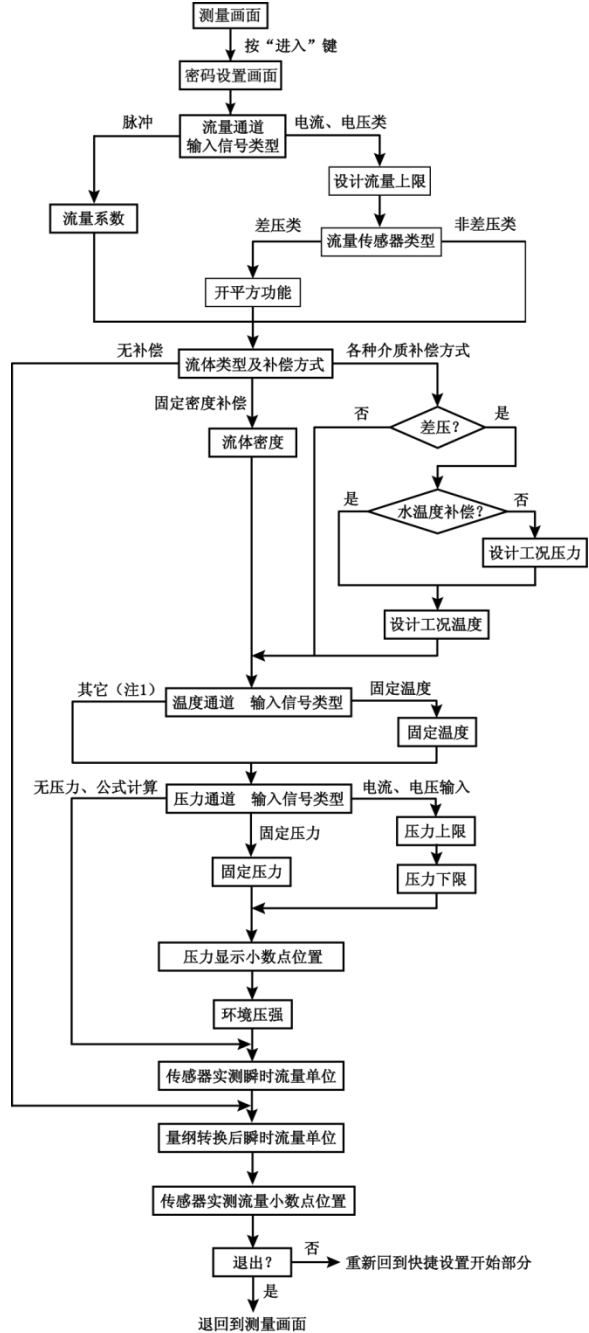 测量画面
按“进入”键
密码设置画面
脉冲
流量通道
输入信号类型
电流、电压类
设计流量上限
流量系数
差压类
流量传感器类型
非差压类
开平方功能
无补偿
流体类型及补偿方式
各种介质补偿方式
固定密度补偿
否
差压？
是
流体密度
是
水温度补偿？
否
设计工况压力
设计工况温度
其它（注1）
温度通道 输入信号类型
固定温度
固定温度
无压力、公式计算
压力通道 输入信号类型
电流、电压输入
固定压力
压力上限
固定压力
压力下限
压力显示小数点位置
环境压强
传感器实测瞬时流量单位
量纲转换后瞬时流量单位
传感器实测流量小数点位置
退出？
否
重新回到快捷设置开始部分
是
退回到测量画面